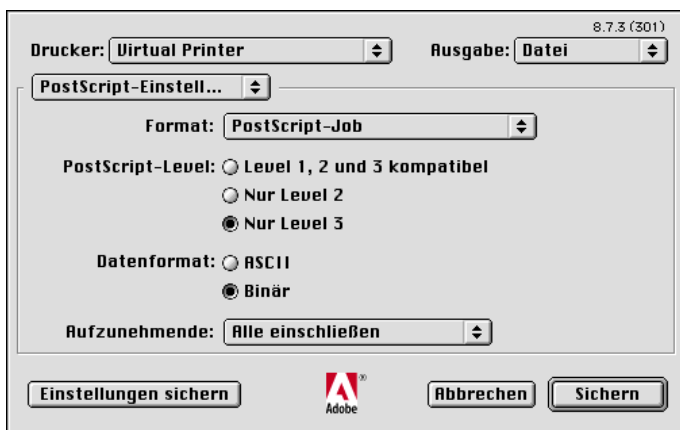 8.7.3 (301)
Drucker: Virtual Printer Ausgabe: Datei
PostScript-Einstell...
Format: PostScript-Job
PostScript-Level: Level 1, 2 und 3 kompatibel
Nur Level 2
Nur Level 3
Datenformat: ASCII
Binär
Aufzunehmende: Alle einschließen
Einstellungen sichern Adobe® Abbrechen Sichern